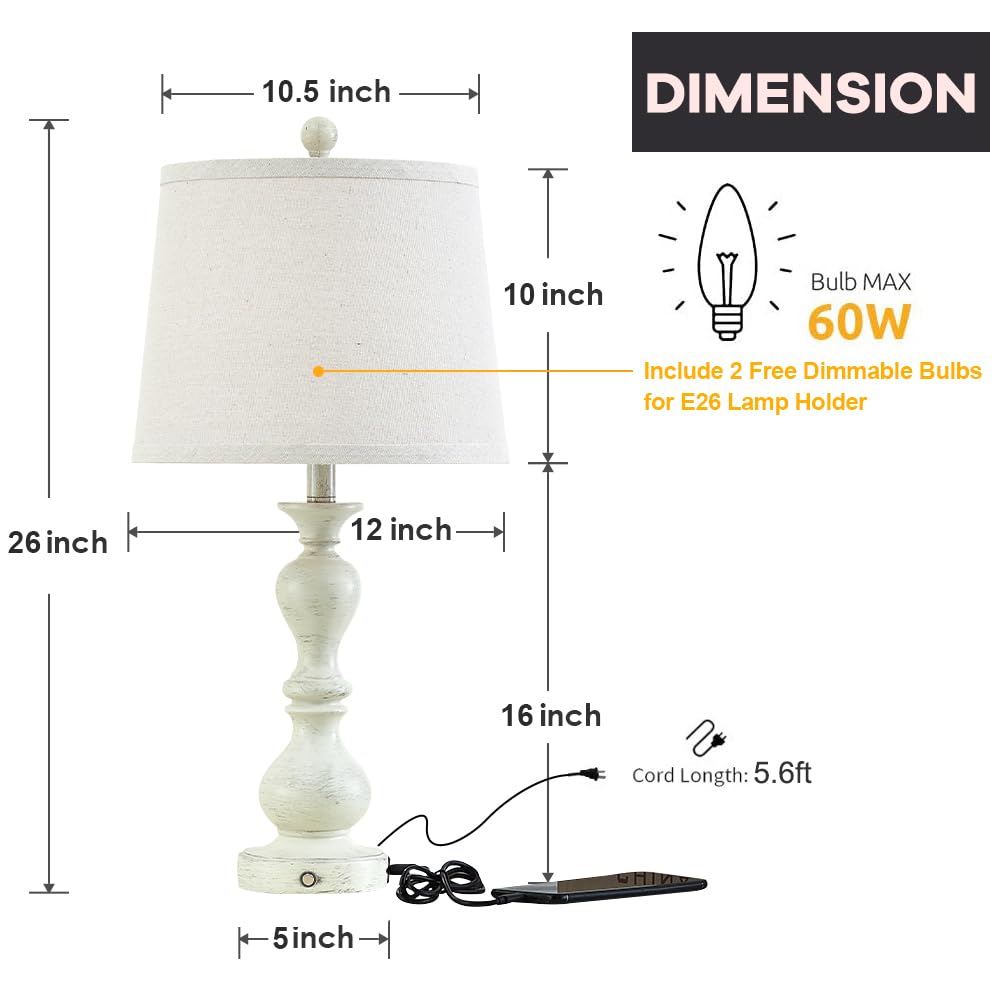 DIMENSION
10.5 inch
10 inch
Bulb MAX
60W
Include 2 Free Dimmable Bulbs
for E26 Lamp Holder
12 inch
26 inch
16 inch
Cord Length: 5.6ft
5 inch